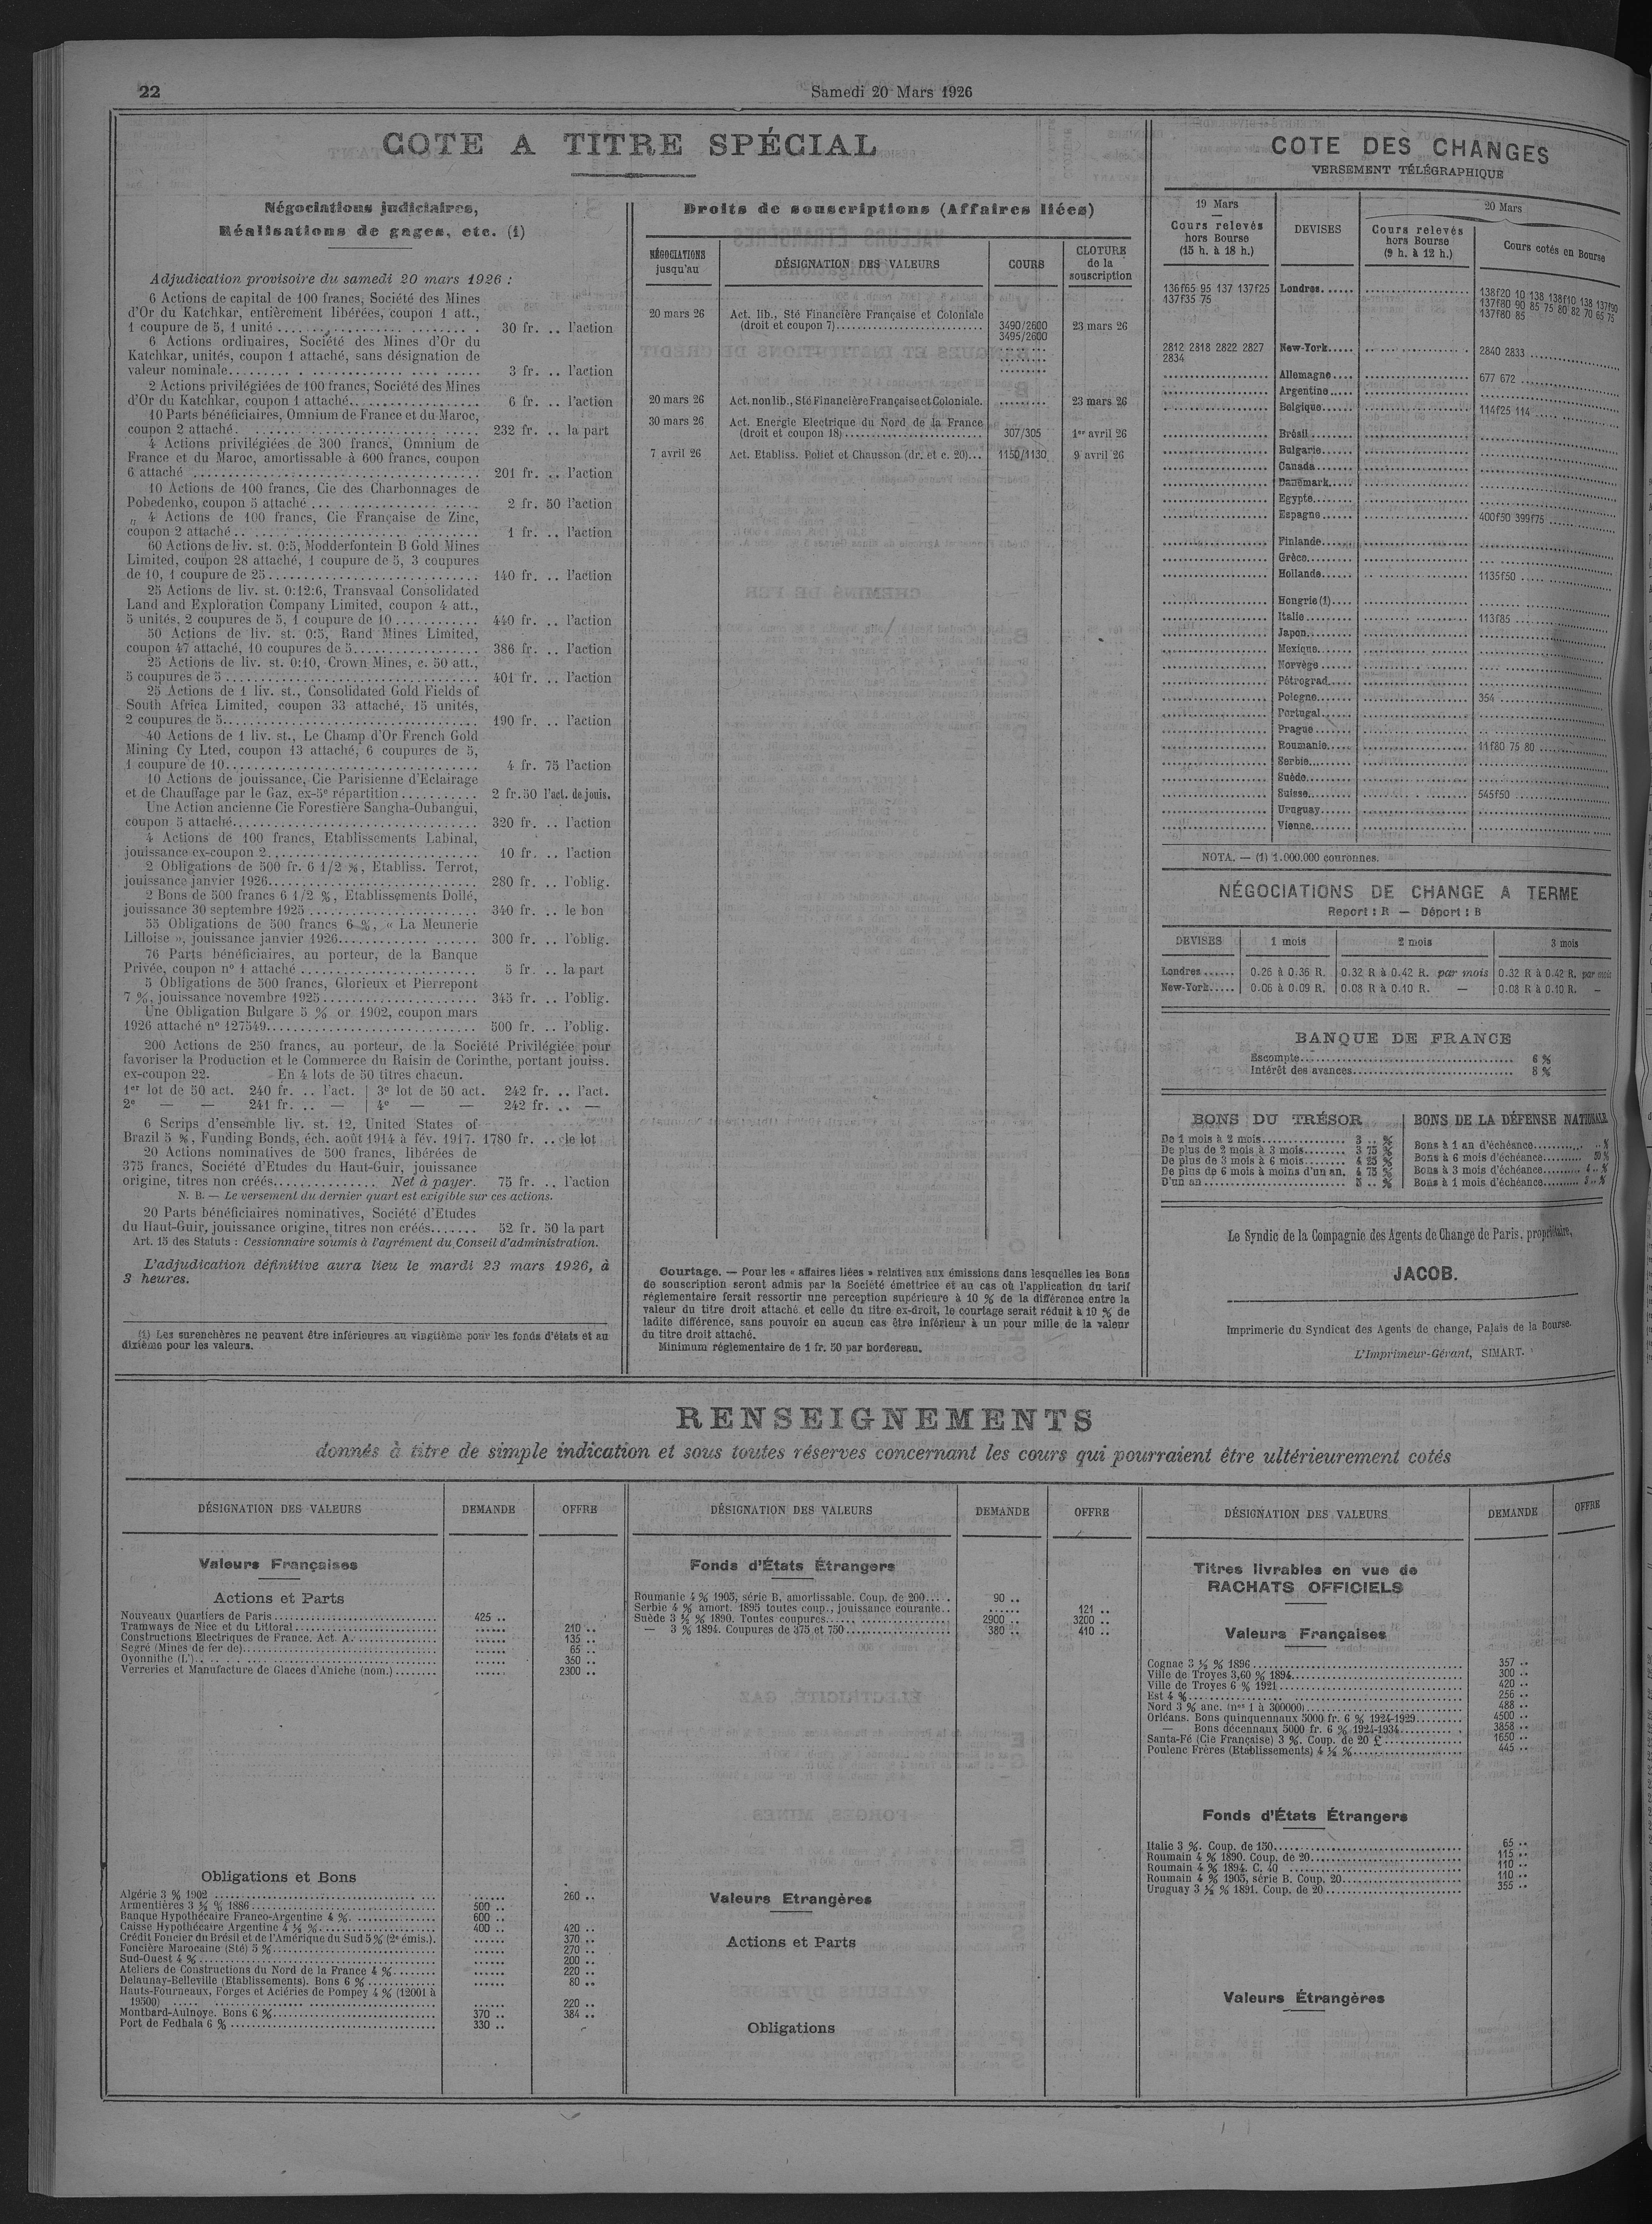 22
Samedi 20 Mars 1926
COTE A TITRE SPÉCIAL
Négociations judiciaires,
Réalisations de gages, etc. (1)
Adjudication provisoire du samedi 20 mars 1926 :
6 Actions de capital de 100 francs, Société des Mines
d'Or du Katchkar, entièrement libérées, coupon 1 att.,
1 coupure de 5, 1 unité ... 30 fr. .. l'action
6 Actions ordinaires, Société des Mines d'Or du
Katchkar, unités, coupon 1 attaché, sans désignation de
valeur nominale... 3 fr. .. l'action
2 Actions privilégiées de 100 francs, Société des Mines
d'Or du Katchkar, coupon 1 attaché... 6 fr. .. l'action
10 Parts bénéficiaires, Omnium de France et du Maroc,
coupon 2 attaché... 232 fr. .. la part
4 Actions privilégiées de 300 francs, Omnium de
France et du Maroc, amortissable à 600 francs, coupon
6 attaché ... 201 fr. .. l'action
10 Actions de 100 francs, Cie des Charbonnages de
Pobedenko, coupon 5 attaché ... 2 fr. 50 l'action
4 Actions de 100 francs, Cie Française de Zinc,
coupon 2 attaché... 1 fr. .. l'action
60 Actions de liv. st. 0:5, Modderfontein B Gold Mines
Limited, coupon 28 attaché, 1 coupure de 5, 3 coupures
de 10, 1 coupure de 25... 140 fr. .. l'action
25 Actions de liv. st. 0:12:6, Transvaal Consolidated
Land and Exploration Company Limited, coupon 4 att.,
5 unités, 2 coupures de 5, 1 coupure de 10 ... 440 fr. .. l'action
50 Actions de liv. st. 0:5, Rand Mines Limited,
coupon 47 attaché, 10 coupures de 5... 386 fr. .. l'action
25 Actions de liv. st. 0:10, Crown Mines, c. 50 att.,
5 coupures de 5 ... 401 fr. .. l'action
25 Actions de 1 liv. st., Consolidated Gold Fields of
South Africa Limited, coupon 33 attaché, 15 unités,
2 coupures de 5... 190 fr. .. l'action
40 Actions de 1 liv. st., Le Champ d'Or French Gold
Mining Cy Lted, coupon 13 attaché, 6 coupures de 5,
1 coupure de 10... 4 fr. 75 l'action
10 Actions de jouissance, Cie Parisienne d'Eclairage
et de Chauffage par le Gaz, ex-5e répartition ... 2 fr. 50 l'act. de jouis.
Une Action ancienne Cie Forestière Sangha-Oubangui,
coupon 5 attaché... 320 fr. .. l'action
4 Actions de 100 francs, Etablissements Labinal,
jouissance ex-coupon 2... 10 fr. .. l'action
2 Obligations de 500 fr. 6 1/2 %, Etabliss. Terrot,
jouissance janvier 1926... 280 fr. .. l'oblig.
2 Bons de 500 francs 6 1/2 %, Etablissements Dollé,
jouissance 30 septembre 1925 ... 340 fr. .. le bon
55 Obligations de 500 francs 6 %, « La Meunerie
Lilloise », jouissance janvier 1926... 300 fr. .. l'oblig.
76 Parts bénéficiaires, au porteur, de la Banque
Privée, coupon n° 1 attaché ... 5 fr. .. la part
5 Obligations de 500 francs, Glorieux et Pierrepont
7 %, jouissance novembre 1925... 345 fr. .. l'oblig.
Une Obligation Bulgare 5 % or 1902, coupon mars
1926 attaché n° 127549... 500 fr. .. l'oblig.
200 Actions de 250 francs, au porteur, de la Société Privilégiée pour
favoriser la Production et le Commerce du Raisin de Corinthe, portant jouiss.
ex-coupon 22. En 4 lots de 50 titres chacun.
1er lot de 50 act. 240 fr. .. l'act. | 3e lot de 50 act. 242 fr. .. l'act.
2e — — 241 fr. .. — | 4e — — 242 fr. .. —
6 Scrips d'ensemble liv. st. 12, United States of
Brazil 5 %, Funding Bonds, éch. août 1914 à fév. 1917. 1780 fr. .. le lot
20 Actions nominatives de 500 francs, libérées de
375 francs, Société d'Etudes du Haut-Guir, jouissance
origine, titres non créés... Net à payer. 75 fr. .. l'action
N. B. — Le versement du dernier quart est exigible sur ces actions.
20 Parts bénéficiaires nominatives, Société d'Etudes
du Haut-Guir, jouissance origine, titres non créés... 52 fr. 50 la part
Art. 15 des Statuts : Cessionnaire soumis à l'agrément du Conseil d'administration.
L'adjudication définitive aura lieu le mardi 23 mars 1926, à
3 heures.
(1) Les surenchères ne peuvent être inférieures au vingtième pour les fonds d'états et au
dixième pour les valeurs.
Droits de souscriptions (Affaires liées)
NÉGOCIATIONS jusqu'au | DÉSIGNATION DES VALEURS | COURS | CLOTURE de la souscription
20 mars 26 Act. lib., Sté Financière Française et Coloniale
(droit et coupon 7)... 3490/2600 23 mars 26
3495/2600
20 mars 26 Act. non lib., Sté Financière Française et Coloniale. ... 23 mars 26
30 mars 26 Act. Energie Electrique du Nord de la France
(droit et coupon 18)... 307/305 1er avril 26
7 avril 26 Act. Etabliss. Poliet et Chausson (dr. et c. 20)... 1150/1130 9 avril 26
Courtage. — Pour les « affaires liées » relatives aux émissions dans lesquelles les Bons
de souscription seront admis par la Société émettrice et au cas où l'application du tarif
réglementaire ferait ressortir une perception supérieure à 10 % de la différence entre la
valeur du titre droit attaché et celle du titre ex-droit, le courtage serait réduit à 10 % de
ladite différence, sans pouvoir en aucun cas être inférieur à un pour mille de la valeur
du titre droit attaché.
Minimum réglementaire de 1 fr. 50 par bordereau.
COTE DES CHANGES
VERSEMENT TÉLÉGRAPHIQUE
19 Mars — Cours relevés hors Bourse (15 h. à 18 h.) | DEVISES | 20 Mars
Cours relevés hors Bourse (9 h. à 12 h.) | Cours cotés en Bourse
136f65 95 137 137f25 Londres... 138f20 10 138 138f10 138 137f90
137f35 75 137f80 90 85 75 80 82 70 65 75
137f80 85
2812 2818 2822 2827 New-York... 2840 2833
2834
Allemagne... 677 672
Argentine...
Belgique... 114f25 114
Brésil...
Bulgarie...
Canada...
Danemark...
Egypte...
Espagne... 400f50 399f75
Finlande...
Grèce...
Hollande... 1135f50
Hongrie (1)...
Italie... 113f85
Japon...
Mexique...
Norvège...
Pétrograd...
Pologne... 354
Portugal...
Prague...
Roumanie... 11f80 75 80
Serbie...
Suède...
Suisse... 545f50
Uruguay...
Vienne...
NOTA. — (1) 1.000.000 couronnes.
NÉGOCIATIONS DE CHANGE A TERME
Report : R — Déport : B
DEVISES | 1 mois | 2 mois | 3 mois
Londres ... 0.26 à 0.36 R. 0.32 R à 0.42 R. par mois 0.32 R à 0.42 R. par mois
New-York... 0.06 à 0.09 R. 0.08 R à 0.10 R. — 0.08 R à 0.10 R. —
BANQUE DE FRANCE
Escompte... 6 %
Intérêt des avances... 8 %
BONS DU TRÉSOR
De 1 mois à 2 mois... 3 .. %
De plus de 2 mois à 3 mois... 3 75 %
De plus de 3 mois à 6 mois... 4 25 %
De plus de 6 mois à moins d'un an. 4 75 %
D'un an... 5 .. %
BONS DE LA DÉFENSE NATIONALE
Bons à 1 an d'échéance... .. %
Bons à 6 mois d'échéance... 50 %
Bons à 3 mois d'échéance... 4 .. %
Bons à 1 mois d'échéance... 3 .. %
Le Syndic de la Compagnie des Agents de Change de Paris, propriétaire,
JACOB.
Imprimerie du Syndicat des Agents de change, Palais de la Bourse.
L'Imprimeur-Gérant, SIMART.
RENSEIGNEMENTS
donnés à titre de simple indication et sous toutes réserves concernant les cours qui pourraient être ultérieurement cotés
DÉSIGNATION DES VALEURS | DEMANDE | OFFRE
Valeurs Françaises
Actions et Parts
Nouveaux Quartiers de Paris... 425 ..
Tramways de Nice et du Littoral... 210 ..
Constructions Electriques de France. Act. A... 135 ..
Segré (Mines de fer de)... 65 ..
Oyonnithe (L')... 350 ..
Verreries et Manufacture de Glaces d'Aniche (nom.)... 2300 ..
Obligations et Bons
Algérie 3 % 1902 ... 260 ..
Armentières 3 ½ % 1886... 500 ..
Banque Hypothécaire Franco-Argentine 4 %... 600 ..
Caisse Hypothécaire Argentine 4 ½ %... 400 .. 420 ..
Crédit Foncier du Brésil et de l'Amérique du Sud 5 % (2e émis.). 370 ..
Foncière Marocaine (Sté) 5 %... 270 ..
Sud-Ouest 4 %... 200 ..
Ateliers de Constructions du Nord de la France 4 %... 220 ..
Delaunay-Belleville (Etablissements). Bons 6 %... 80 ..
Hauts-Fourneaux, Forges et Aciéries de Pompey 4 % (12001 à
19500) ... 220 ..
Montbard-Aulnoye. Bons 6 %... 370 .. 384 ..
Port de Fedhala 6 % ... 330 ..
DÉSIGNATION DES VALEURS | DEMANDE | OFFRE
Fonds d'États Étrangers
Roumanie 4 % 1905, série B, amortissable. Coup. de 200... 90 ..
Serbie 4 % amort. 1895 toutes coup., jouissance courante.. 121 ..
Suède 3 ½ % 1890. Toutes coupures... 2900 .. 3200 ..
— 3 % 1894. Coupures de 375 et 750 ... 380 .. 410 ..
Valeurs Etrangères
Actions et Parts
Obligations
DÉSIGNATION DES VALEURS | DEMANDE | OFFRE
Titres livrables en vue de
RACHATS OFFICIELS
Valeurs Françaises
Cognac 3 ½ % 1896... 357 ..
Ville de Troyes 3,60 % 1894... 300 ..
Ville de Troyes 6 % 1921... 420 ..
Est 4 %... 256 ..
Nord 3 % anc. (nos 1 à 300000)... 488 ..
Orléans. Bons quinquennaux 5000 fr. 6 % 1924-1929... 4500 ..
— Bons décennaux 5000 fr. 6 % 1924-1934... 3858 ..
Santa-Fé (Cie Française) 3 %. Coup. de 20 £... 1650 ..
Poulenc Frères (Etablissements) 4 ½ %... 445 ..
Fonds d'États Étrangers
Italie 3 %. Coup. de 150... 65 ..
Roumain 4 % 1890. Coup. de 20... 115 ..
Roumain 4 % 1894. C. 40 ... 110 ..
Roumain 4 % 1905, série B. Coup. 20... 110 ..
Uruguay 3 ½ % 1891. Coup. de 20... 355 ..
Valeurs Étrangères